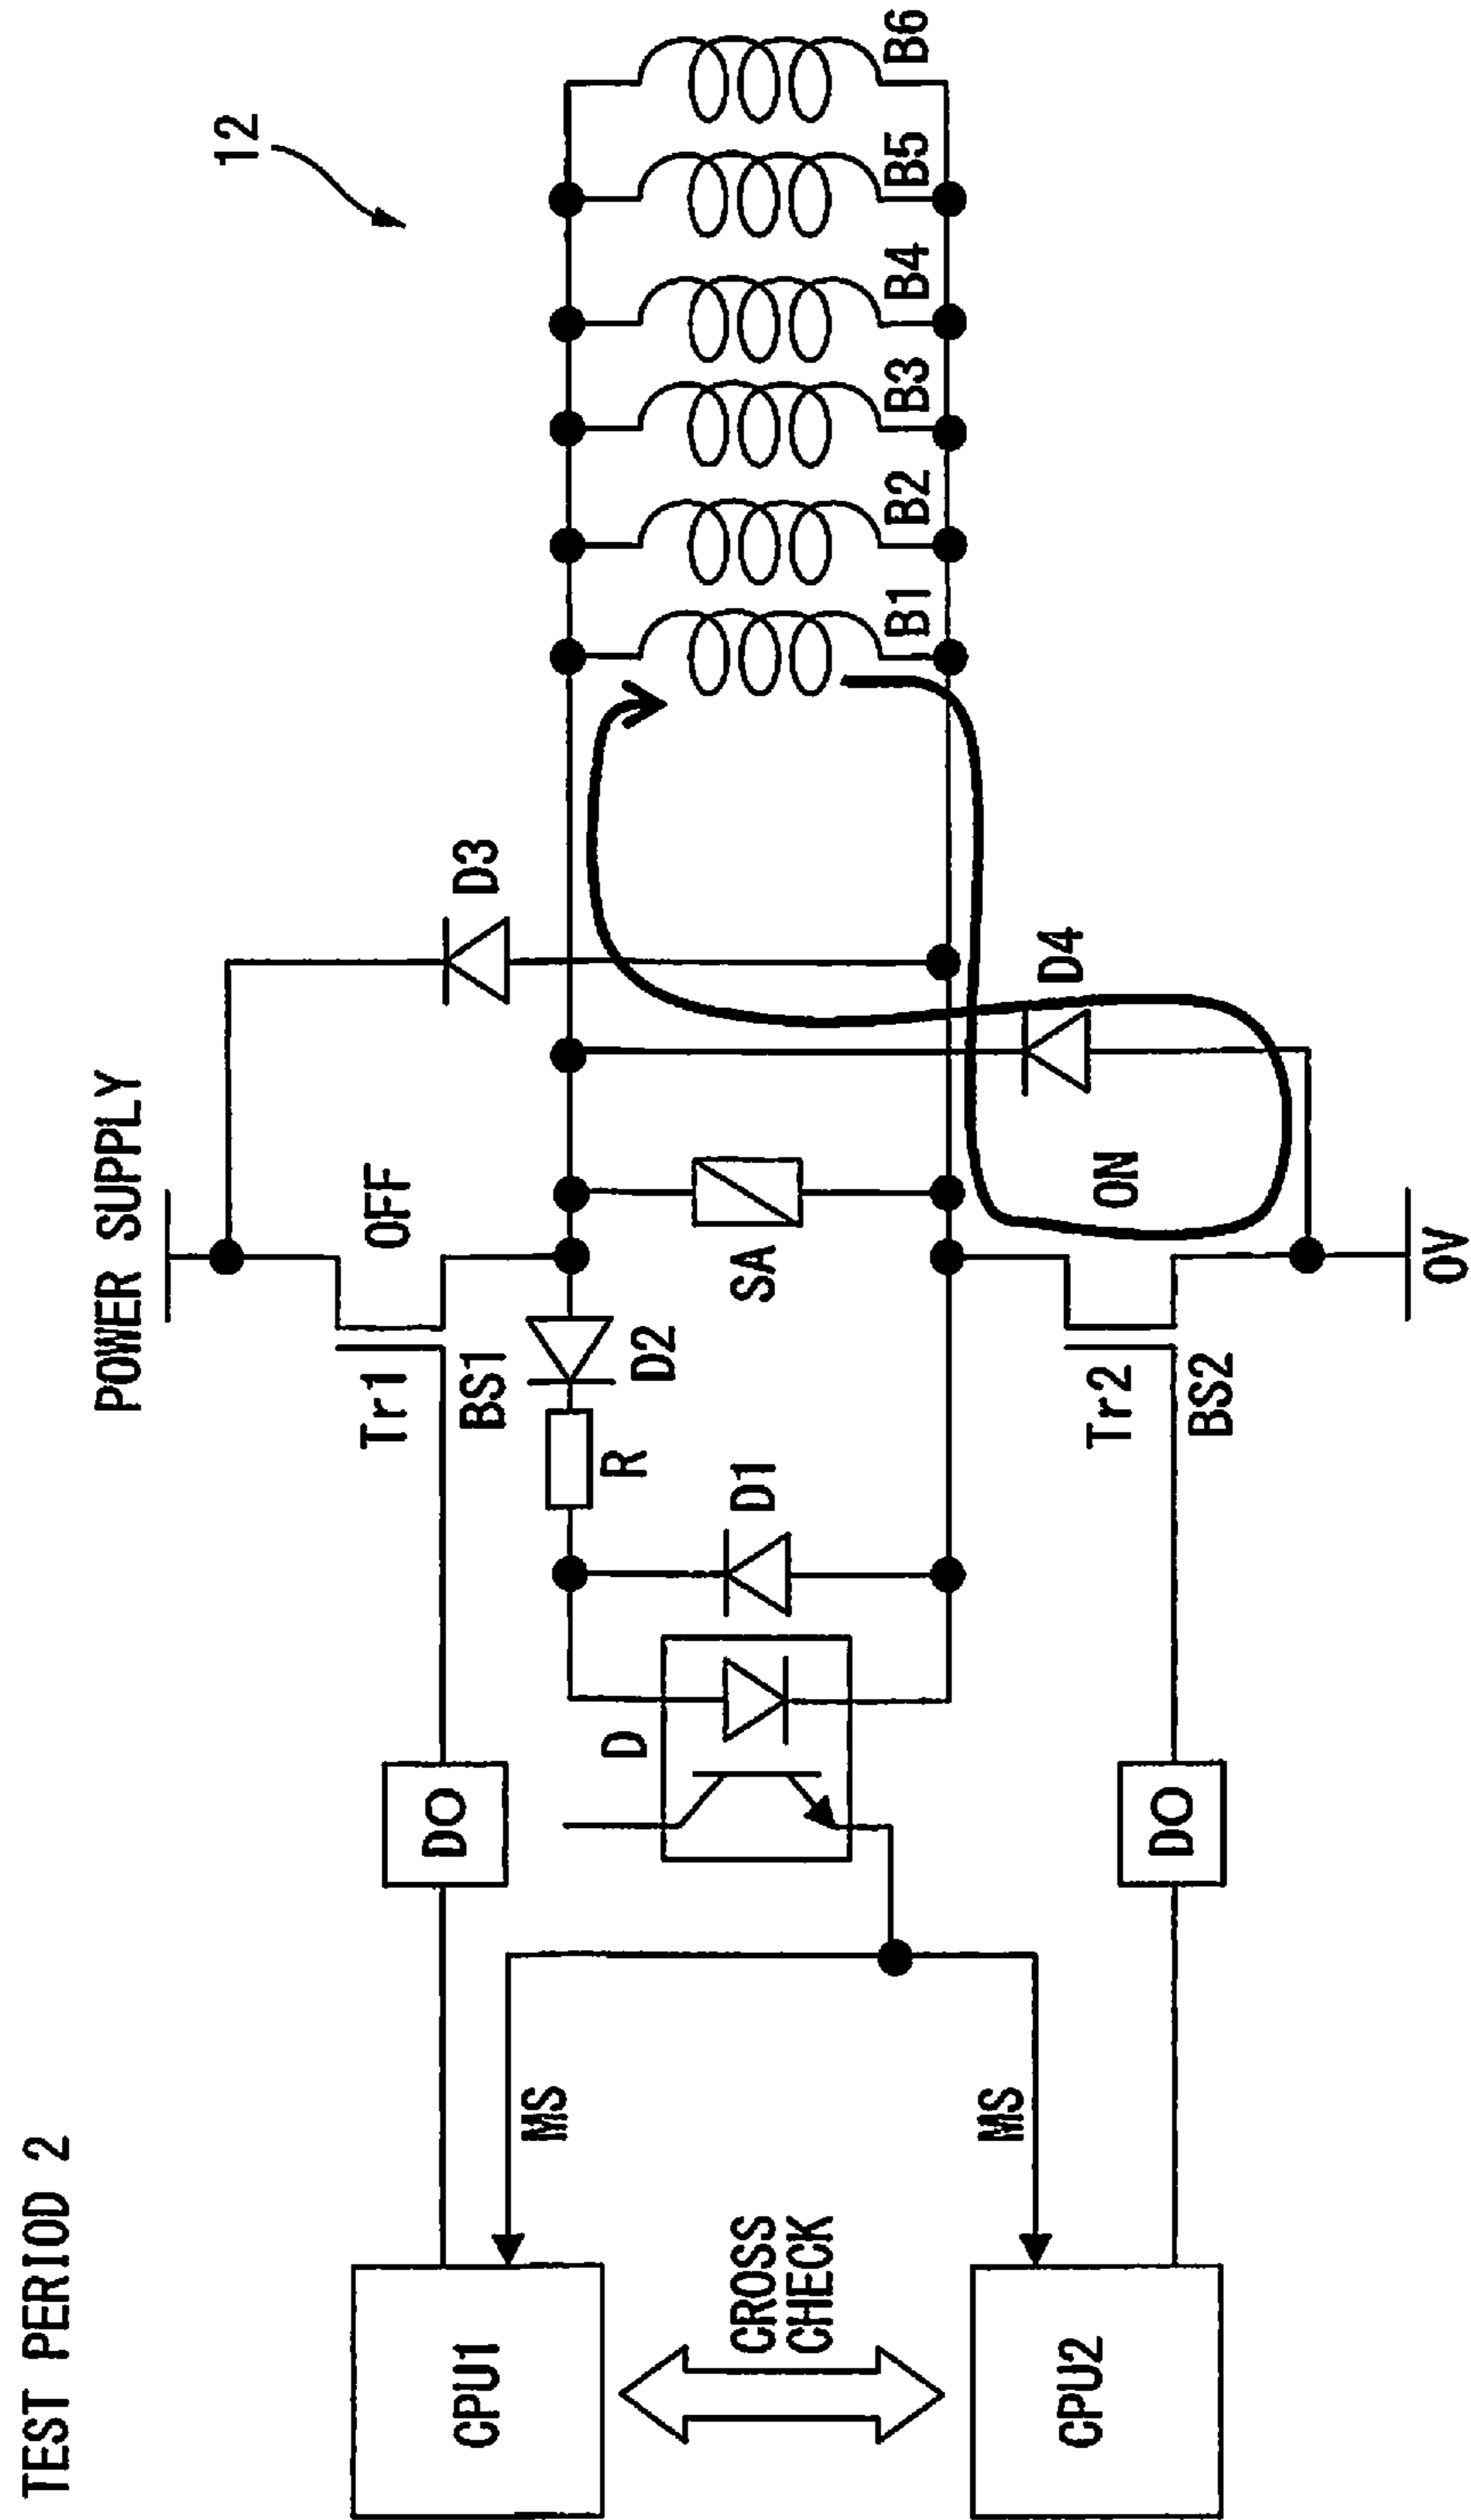 TEST PERIOD 2
POWER SUPPLY
12
Tr1
OFF
BS1
D3
CPU1
DO
MS
D
R
D2
D1
SA
CROSS
CHECK
B1
B2
B3
B4
B5
B6
MS
CPU2
DO
Tr2
ON
D4
BS2
0V